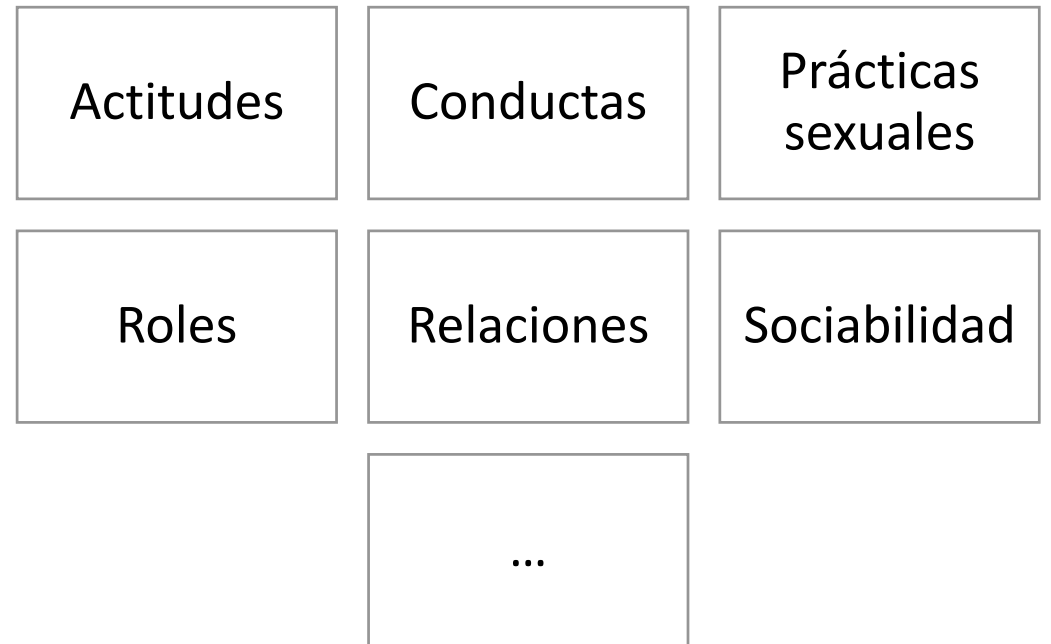 Actitudes
Conductas
Prácticas
sexuales
Roles
Relaciones
Sociabilidad
...